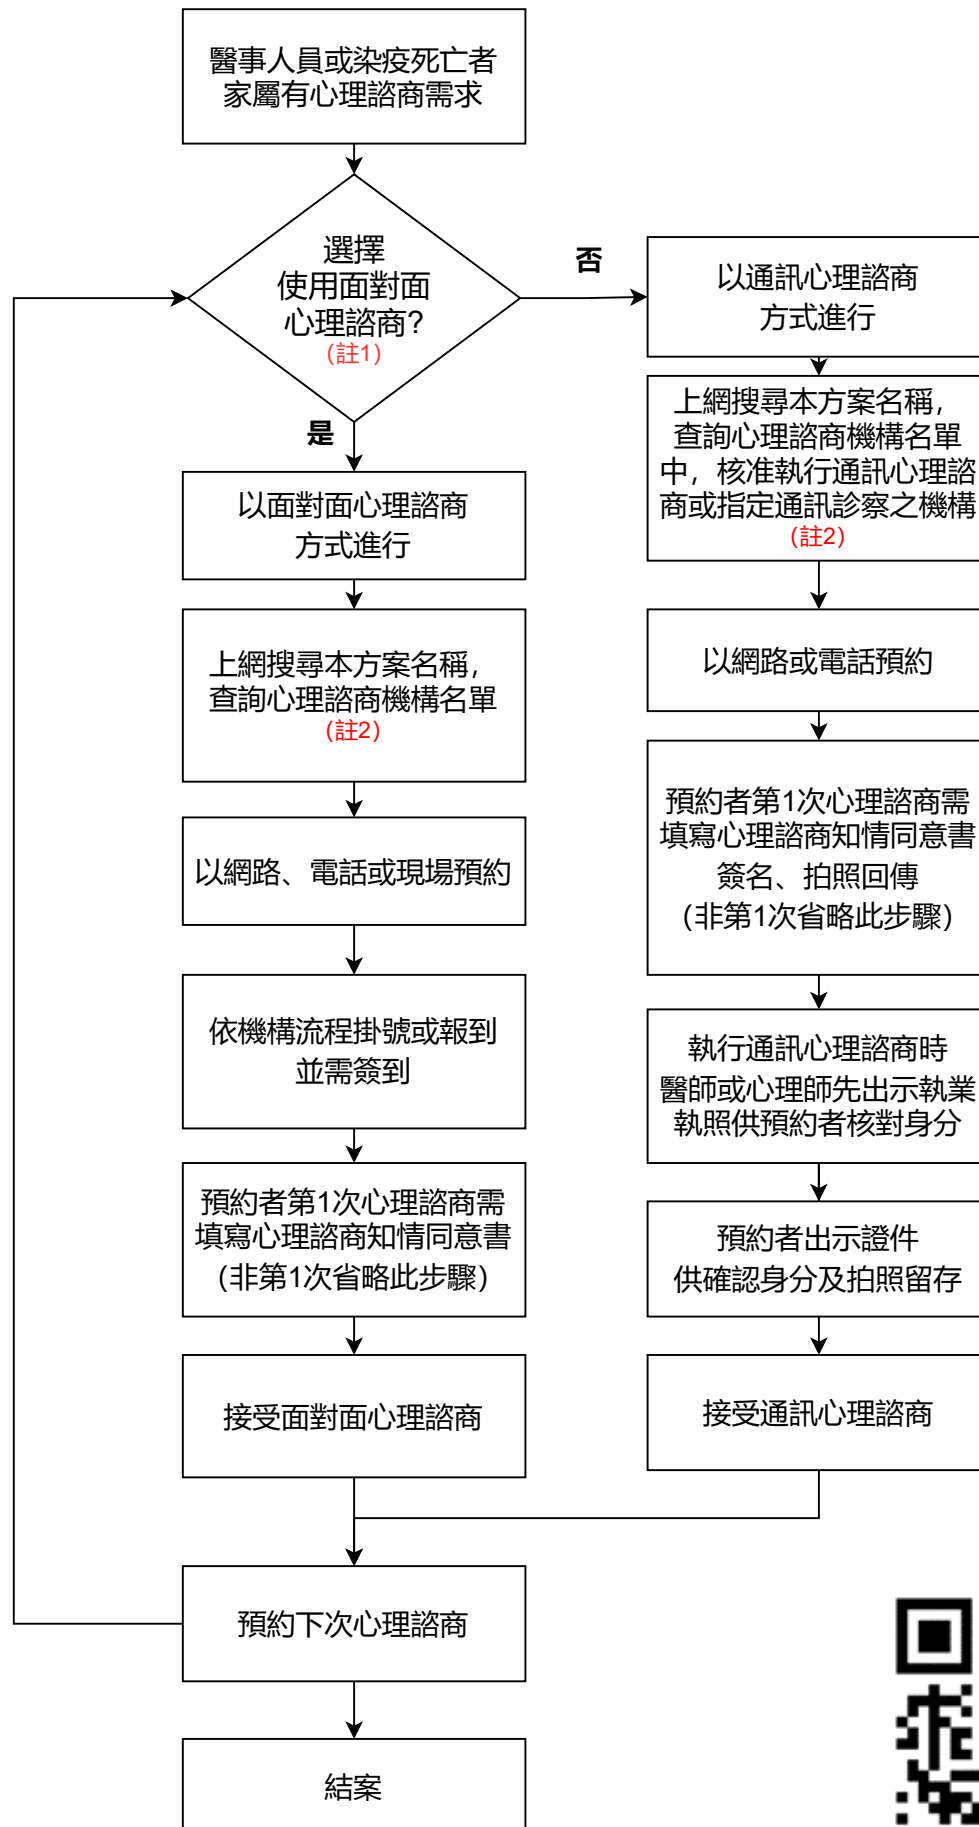 醫事人員或染疫死亡者
家屬有心理諮商需求
選擇
使用面對面
心理諮商?
（註1）
否
是
以面對面心理諮商
方式進行
上網搜尋本方案名稱，
查詢心理諮商機構名單
（註2）
以網路、電話或現場預約
依機構流程掛號或報到
並需簽到
預約者第1次心理諮商需
填寫心理諮商知情同意書
（非第1次省略此步驟）
接受面對面心理諮商
以通訊心理諮商
方式進行
上網搜尋本方案名稱，
查詢心理諮商機構名單
中，核准執行通訊心理諮
商或指定通訊診察之機構
（註2）
以網路或電話預約
預約者第1次心理諮商需
填寫心理諮商知情同意書
簽名、拍照回傳
（非第1次省略此步驟）
執行通訊心理諮商時
醫師或心理師先出示執業
執照供預約者核對身分
預約者出示證件
供確認身分及拍照留存
接受通訊心理諮商
預約下次心理諮商
結案